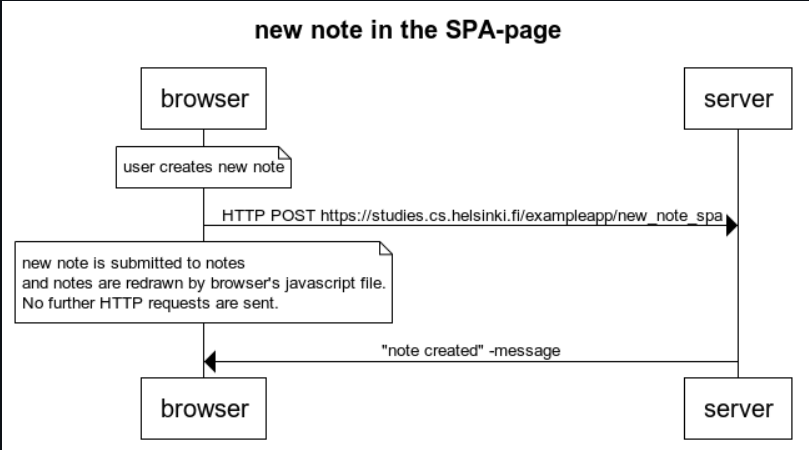 new note in the SPA-page
browser
server
user creates new note
HTTP POST https://studies.cs.helsinki.fi/exampleapp/new_note_spa
new note is submitted to notes
and notes are redrawn by browser's javascript file.
No further HTTP requests are sent.
"note created" -message
browser
server